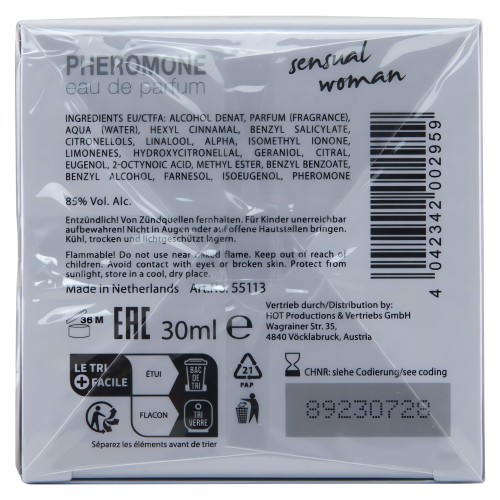 PHEROMONE
eau de parfum
sensual
woman
INGREDIENTS EU/CTFA: ALCOHOL DENAT, PARFUM (FRAGRANCE),
AQUA (WATER), HEXYL CINNAMAL, BENZYL SALICYLATE,
CITRONELLOLS, LINALOOL, ALPHA, ISOMETHYL IONONE,
LIMONENES, HYDROXYCITRONELLAL, GERANIOL, CITRAL,
EUGENOL, 2-OCTYNOIC ACID, METHYL ESTER, BENZYL BENZOATE,
BENZYL ALCOHOL, FARNESOL, ISOEUGENOL, PHEROMONE
85% Vol. Alc.
Entzündlich! Von Zündquellen fernhalten. Für Kinder unerreichbar
aufbewahren! Nicht in Augen oder auf offene Hautstellen bringen.
Kühl, trocken und lichtgeschützt lagern.
Flammable! Do not use near naked flame. Keep out of reach of
children. Avoid contact with eyes or broken skin. Protect from
sunlight, store in a cool, dry place.
Made in Netherlands Art.No. 55113
4 042342 002959
36 M
EAC 30ml e
Vertrieb durch/Distribution by:
HOT Productions & Vertriebs GmbH
Wagrainer Str. 35,
4840 Vöcklabruck, Austria
LE TRI
+ FACILE
ÉTUI
BAC
DE TRI
FLACON
TRI
VERRE
Séparez les éléments avant de trier
21
PAP
CHNR: siehe Codierung/see coding
89230728